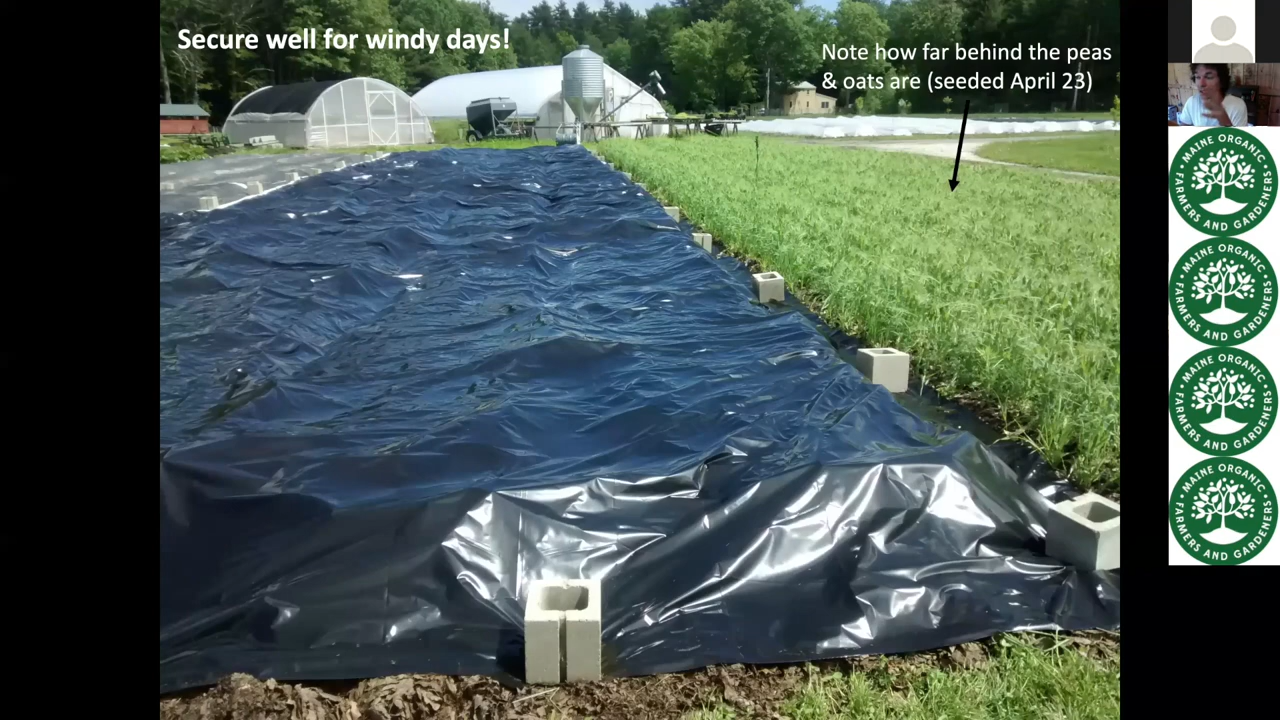 Secure well for windy days!
Note how far behind the peas
& oats are (seeded April 23)
MAINE ORGANIC
FARMERS AND GARDENERS
MAINE ORGANIC
FARMERS AND GARDENERS
MAINE ORGANIC
FARMERS AND GARDENERS
MAINE ORGANIC
FARMERS AND GARDENERS